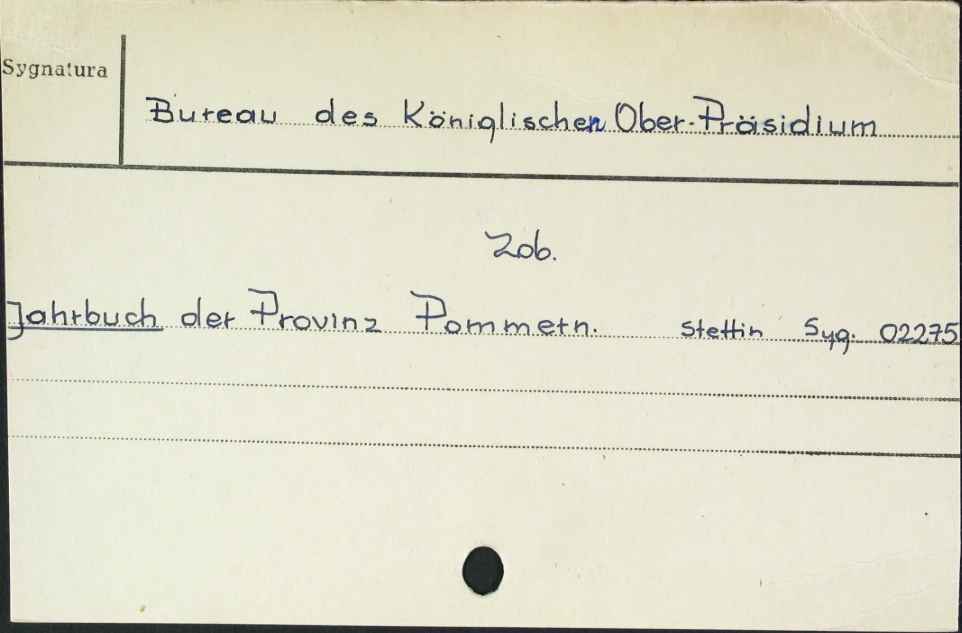 Sygnatura
Bureau des Königlischen Ober-Präsidium
Zob.
Jahrbuch der Provinz Pommern. Stettin Syg. 02275